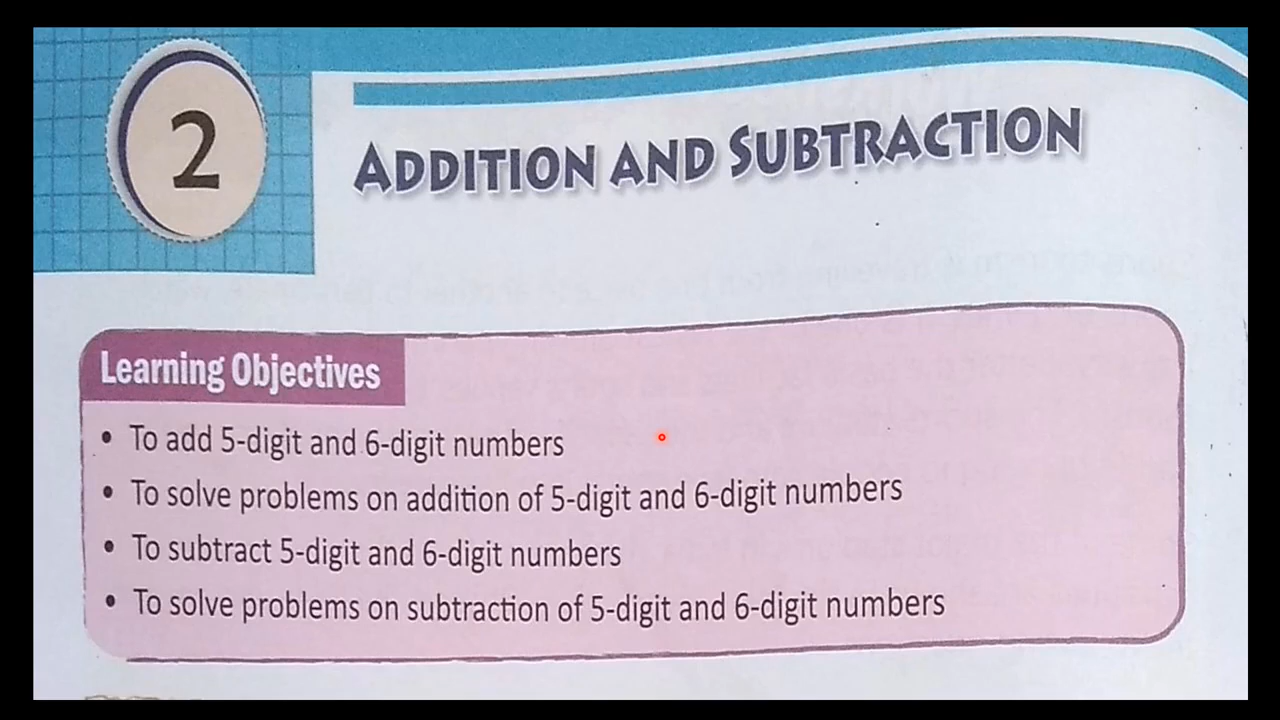 2
ADDITION AND SUBTRACTION
Learning Objectives
• To add 5-digit and 6-digit numbers
• To solve problems on addition of 5-digit and 6-digit numbers
• To subtract 5-digit and 6-digit numbers
• To solve problems on subtraction of 5-digit and 6-digit numbers